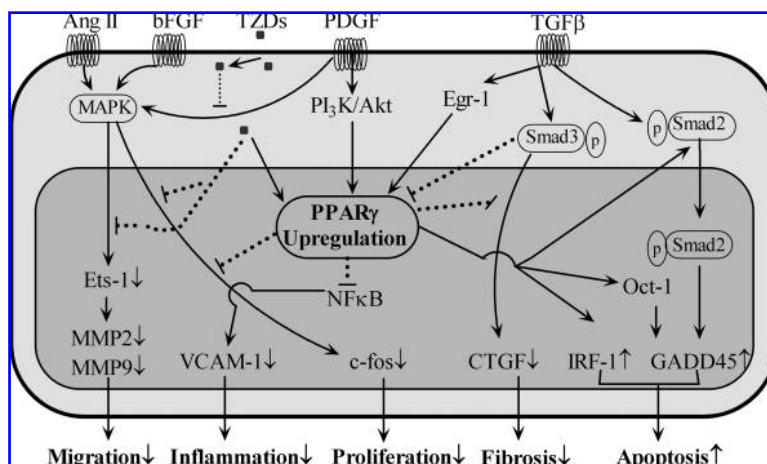 Ang II bFGF TZDs PDGF TGFβ
MAPK
PI3K/Akt
Egr-1
Smad3 p
p Smad2
PPARγ
Upregulation
p Smad2
Ets-1↓
NFκB
Oct-1
MMP2↓
MMP9↓
VCAM-1↓
c-fos↓
CTGF↓
IRF-1↑
GADD45↑
Migration↓ Inflammation↓ Proliferation↓ Fibrosis↓ Apoptosis↑